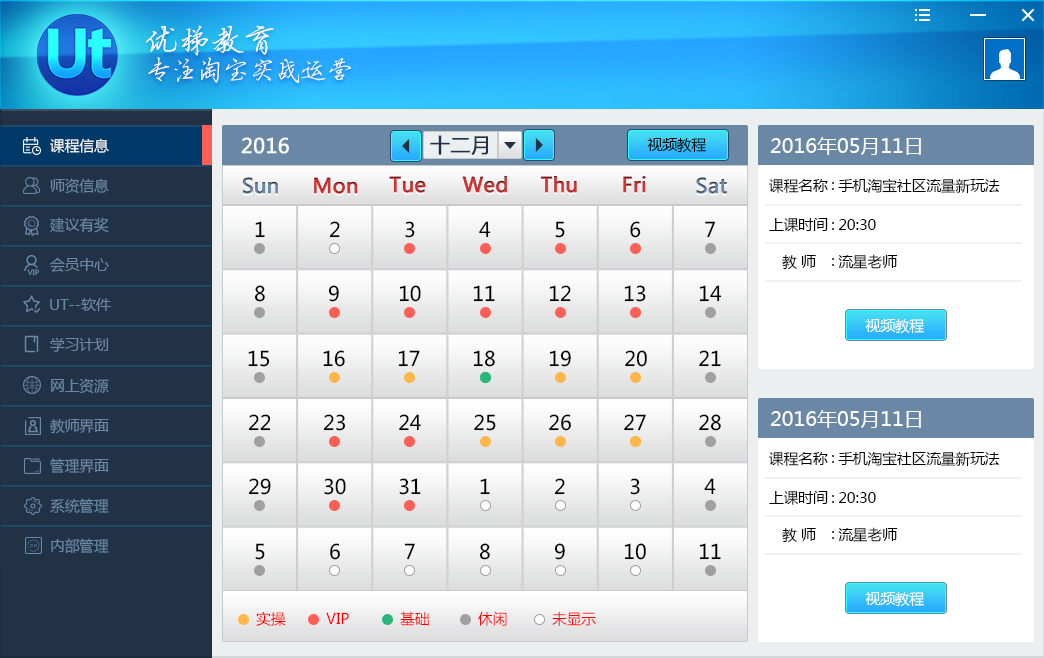 Ut
优梯教育
专注淘宝实战运营
课程信息
师资信息
建议有奖
VIP
会员中心
UT--软件
学习计划
网上资源
教师界面
管理界面
系统管理
内部管理
2016 十二月 视频教程
Sun Mon Tue Wed Thu Fri Sat
1 2 3 4 5 6 7
8 9 10 11 12 13 14
15 16 17 18 19 20 21
22 23 24 25 26 27 28
29 30 31 1 2 3 4
5 6 7 8 9 10 11
实操 VIP 基础 休闲 未显示
2016年05月11日
课程名称 : 手机淘宝社区流量新玩法
上课时间 : 20:30
教 师 : 流星老师
视频教程
2016年05月11日
课程名称 : 手机淘宝社区流量新玩法
上课时间 : 20:30
教 师 : 流星老师
视频教程